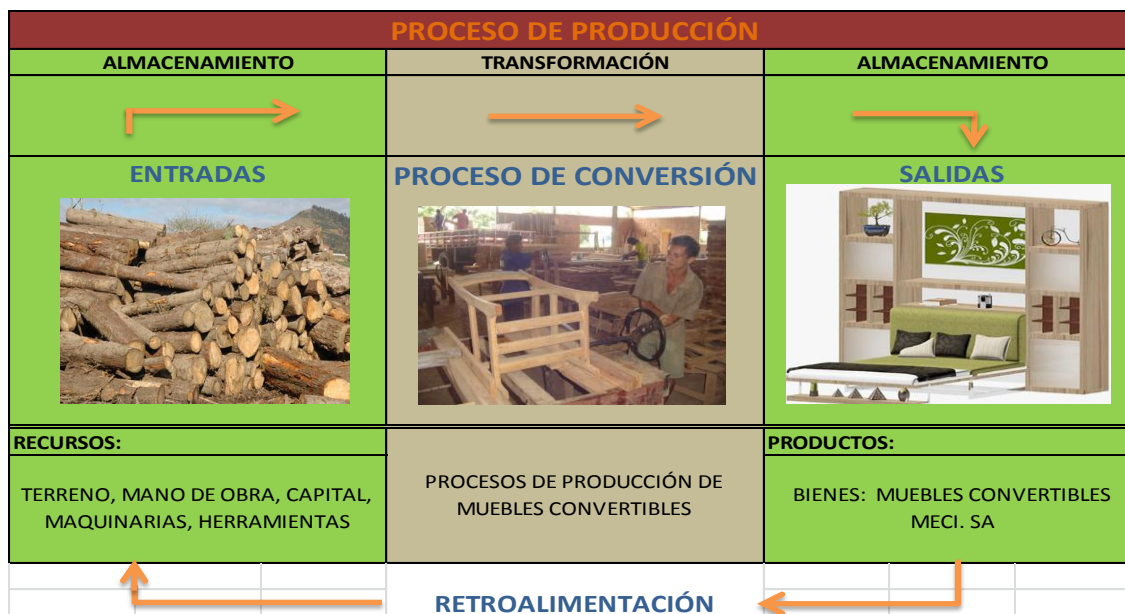 PROCESO DE PRODUCCIÓN
ALMACENAMIENTO
TRANSFORMACIÓN
ALMACENAMIENTO
ENTRADAS
PROCESO DE CONVERSIÓN
SALIDAS
RECURSOS:
TERRENO, MANO DE OBRA, CAPITAL,
MAQUINARIAS, HERRAMIENTAS
PROCESOS DE PRODUCCIÓN DE
MUEBLES CONVERTIBLES
PRODUCTOS:
BIENES: MUEBLES CONVERTIBLES
MECI. SA
RETROALIMENTACIÓN